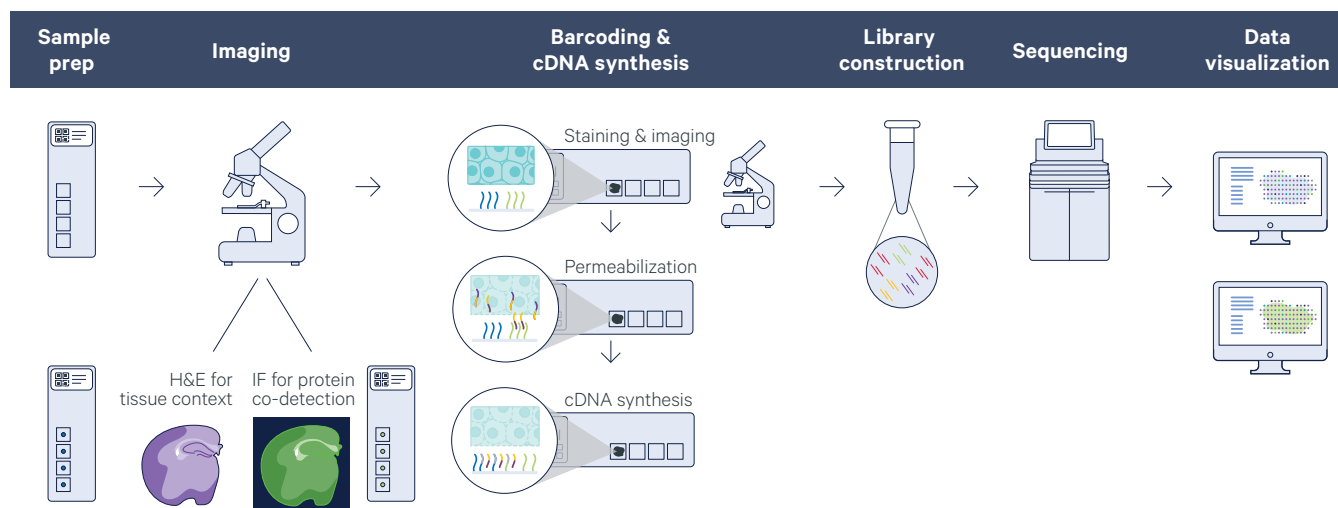 Sample
prep
Imaging
Barcoding &
cDNA synthesis
Library
construction
Sequencing
Data
visualization
Staining & imaging
Permeabilization
cDNA synthesis
H&E for
tissue context
IF for protein
co-detection